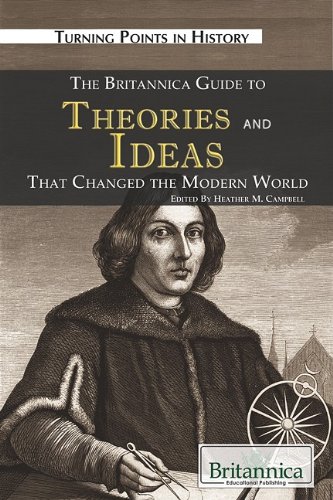 TURNING POINTS IN HISTORY
THE BRITANNICA GUIDE TO
THEORIES AND
IDEAS
THAT CHANGED THE MODERN WORLD
EDITED BY HEATHER M. CAMPBELL
Britannica
Educational Publishing